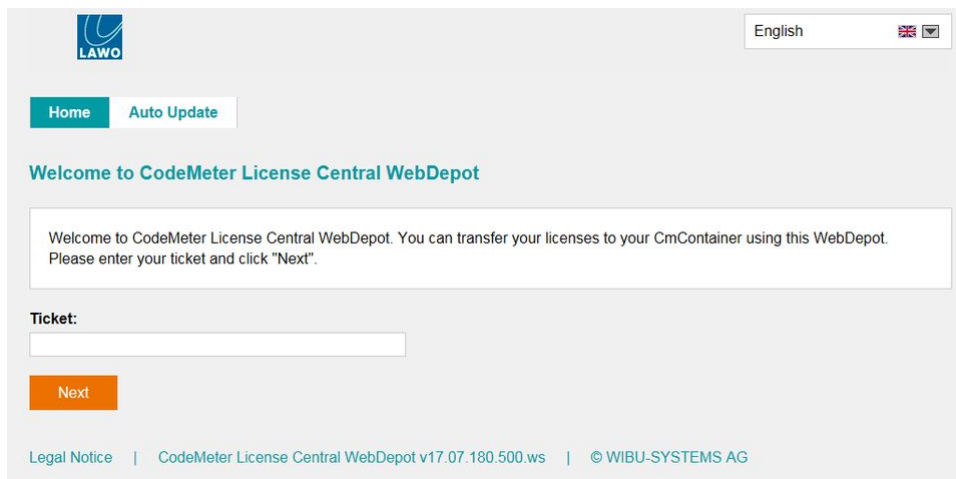 LAWO
English
Home Auto Update
Welcome to CodeMeter License Central WebDepot
Welcome to CodeMeter License Central WebDepot. You can transfer your licenses to your CmContainer using this WebDepot.
Please enter your ticket and click "Next".
Ticket:
Next
Legal Notice | CodeMeter License Central WebDepot v17.07.180.500.ws | © WIBU-SYSTEMS AG